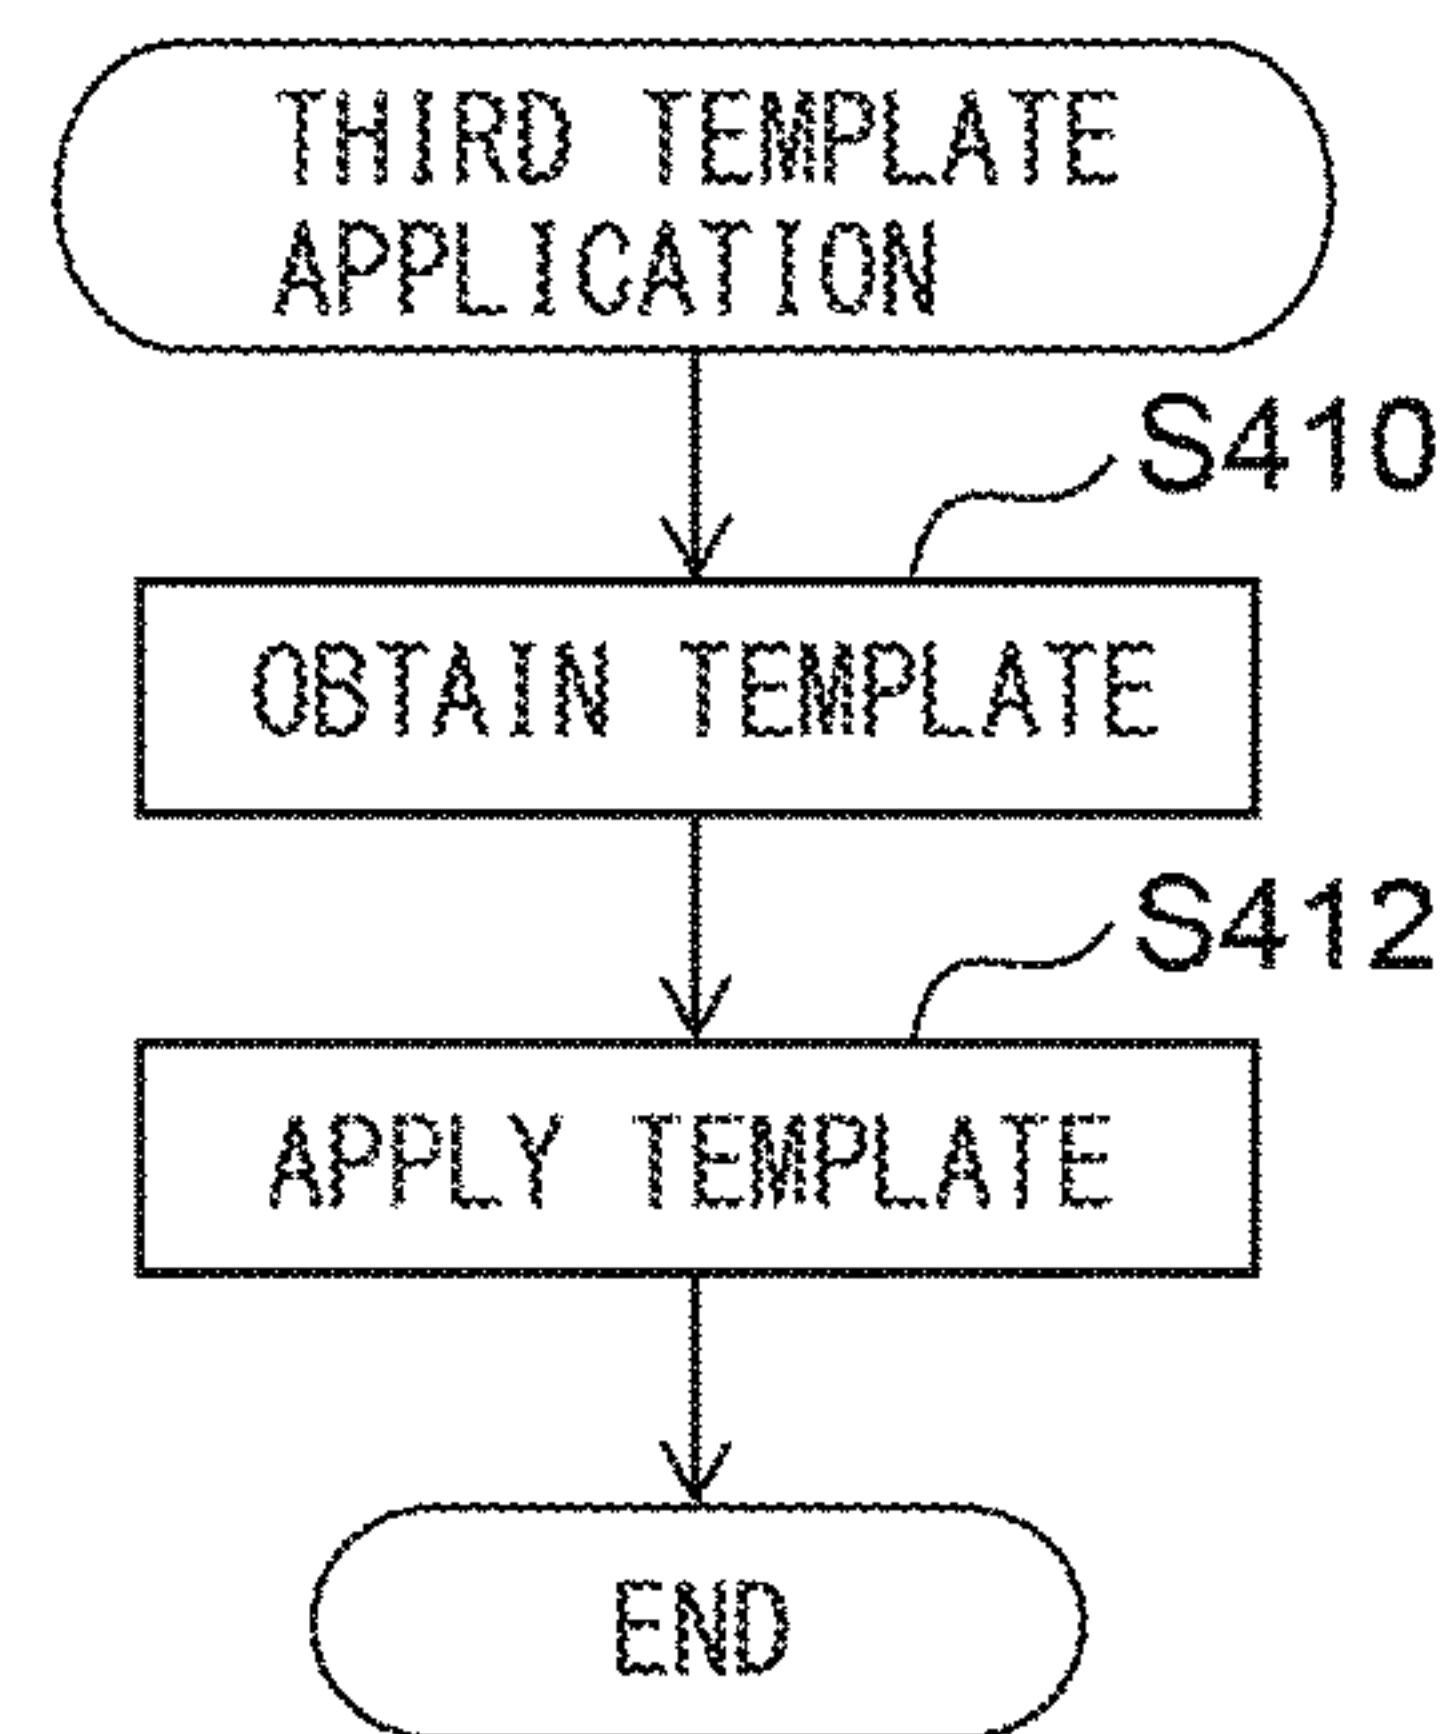 THIRD TEMPLATE
APPLICATION
S410
OBTAIN TEMPLATE
S412
APPLY TEMPLATE
END